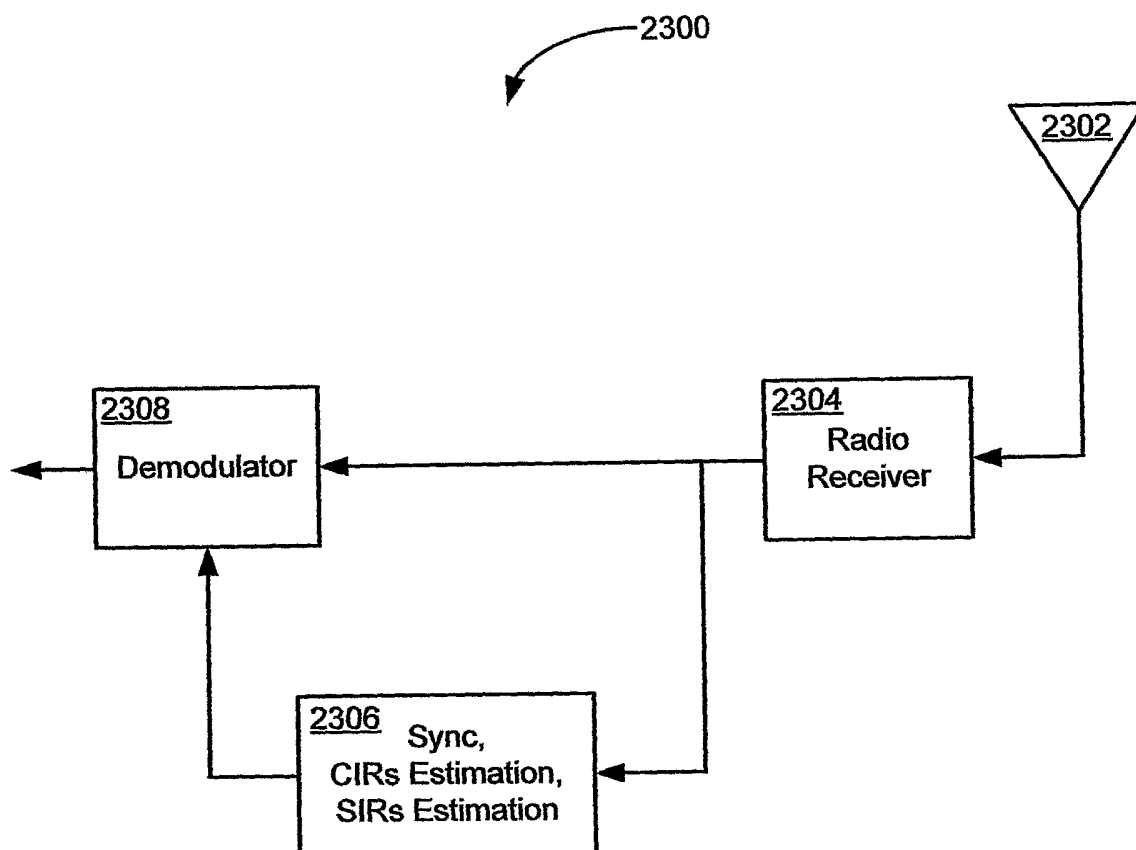 2300
2302
2308
Demodulator
2304
Radio
Receiver
2306
Sync,
CIRs Estimation,
SIRs Estimation